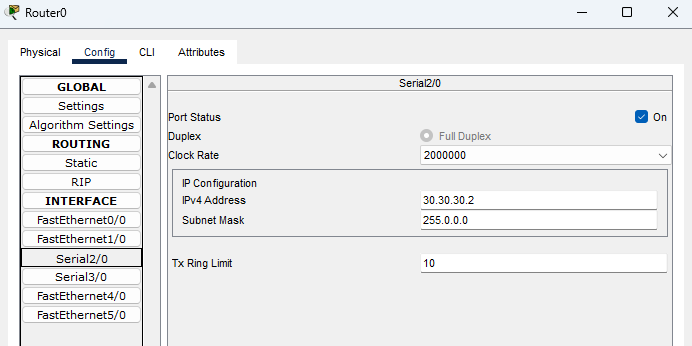 Router0
Physical Config CLI Attributes
GLOBAL
Settings
Algorithm Settings
ROUTING
Static
RIP
INTERFACE
FastEthernet0/0
FastEthernet1/0
Serial2/0
Serial3/0
FastEthernet4/0
FastEthernet5/0
Serial2/0
Port Status On
Duplex Full Duplex
Clock Rate 2000000
IP Configuration
IPv4 Address 30.30.30.2
Subnet Mask 255.0.0.0
Tx Ring Limit 10